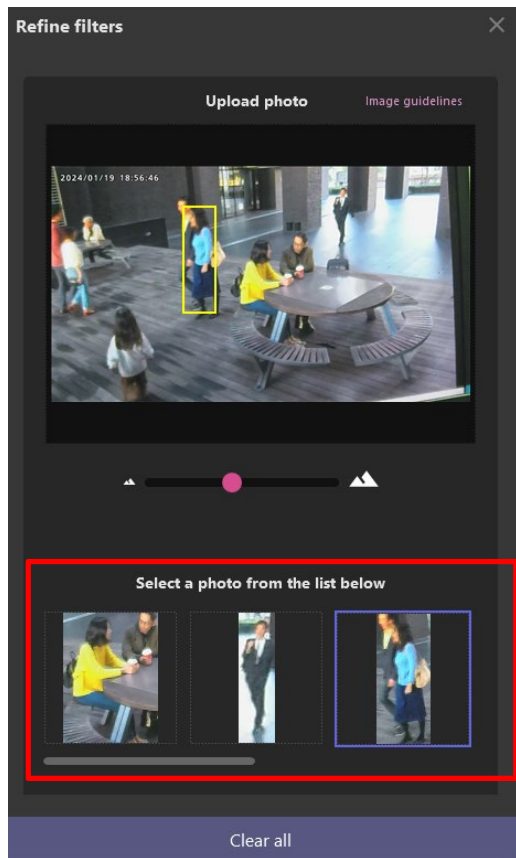 Refine filters
Upload photo
Image guidelines
2024/01/19 18:56:46
Select a photo from the list below
Clear all